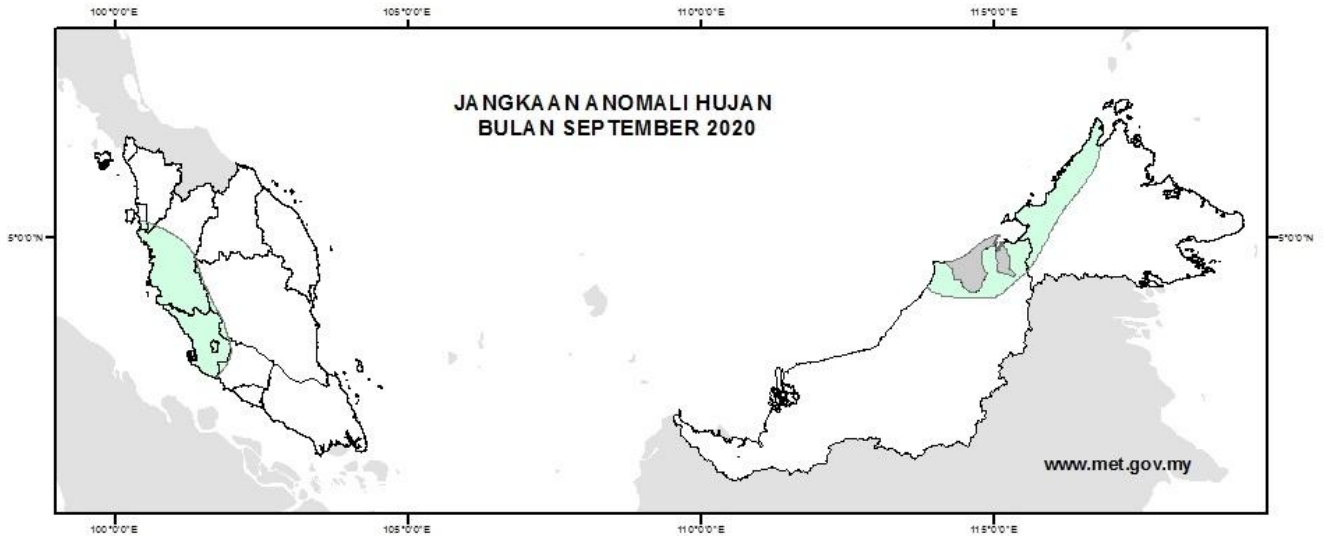 100°0'0"E 105°0'0"E 110°0'0"E 115°0'0"E
JANGKAAN ANOMALI HUJAN
BULAN SEPTEMBER 2020
5°0'0"N 5°0'0"N
www.met.gov.my
100°0'0"E 105°0'0"E 110°0'0"E 115°0'0"E